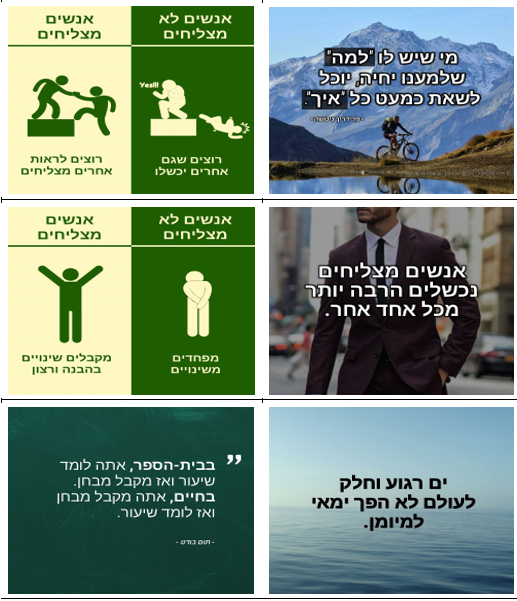 מי שיש לו "למה"
שלמענו יחיה, יוכל
לשאת כמעט כל "איך".
-פרידריך ניטשה-
אנשים לא
מצליחים
Yeah!!
רוצים שגם
אחרים יכשלו
אנשים
מצליחים
רוצים לראות
אחרים מצליחים
אנשים מצליחים
נכשלים הרבה יותר
מכל אחד אחר.
אנשים לא
מצליחים
מפחדים
משינויים
אנשים
מצליחים
מקבלים שינויים
בהבנה ורצון
ים רגוע וחלק
לעולם לא הפך ימאי
למיומן.
"
בבית-הספר, אתה לומד
שיעור ואז מקבל מבחן.
בחיים, אתה מקבל מבחן
ואז לומד שיעור.
- תום בודט -